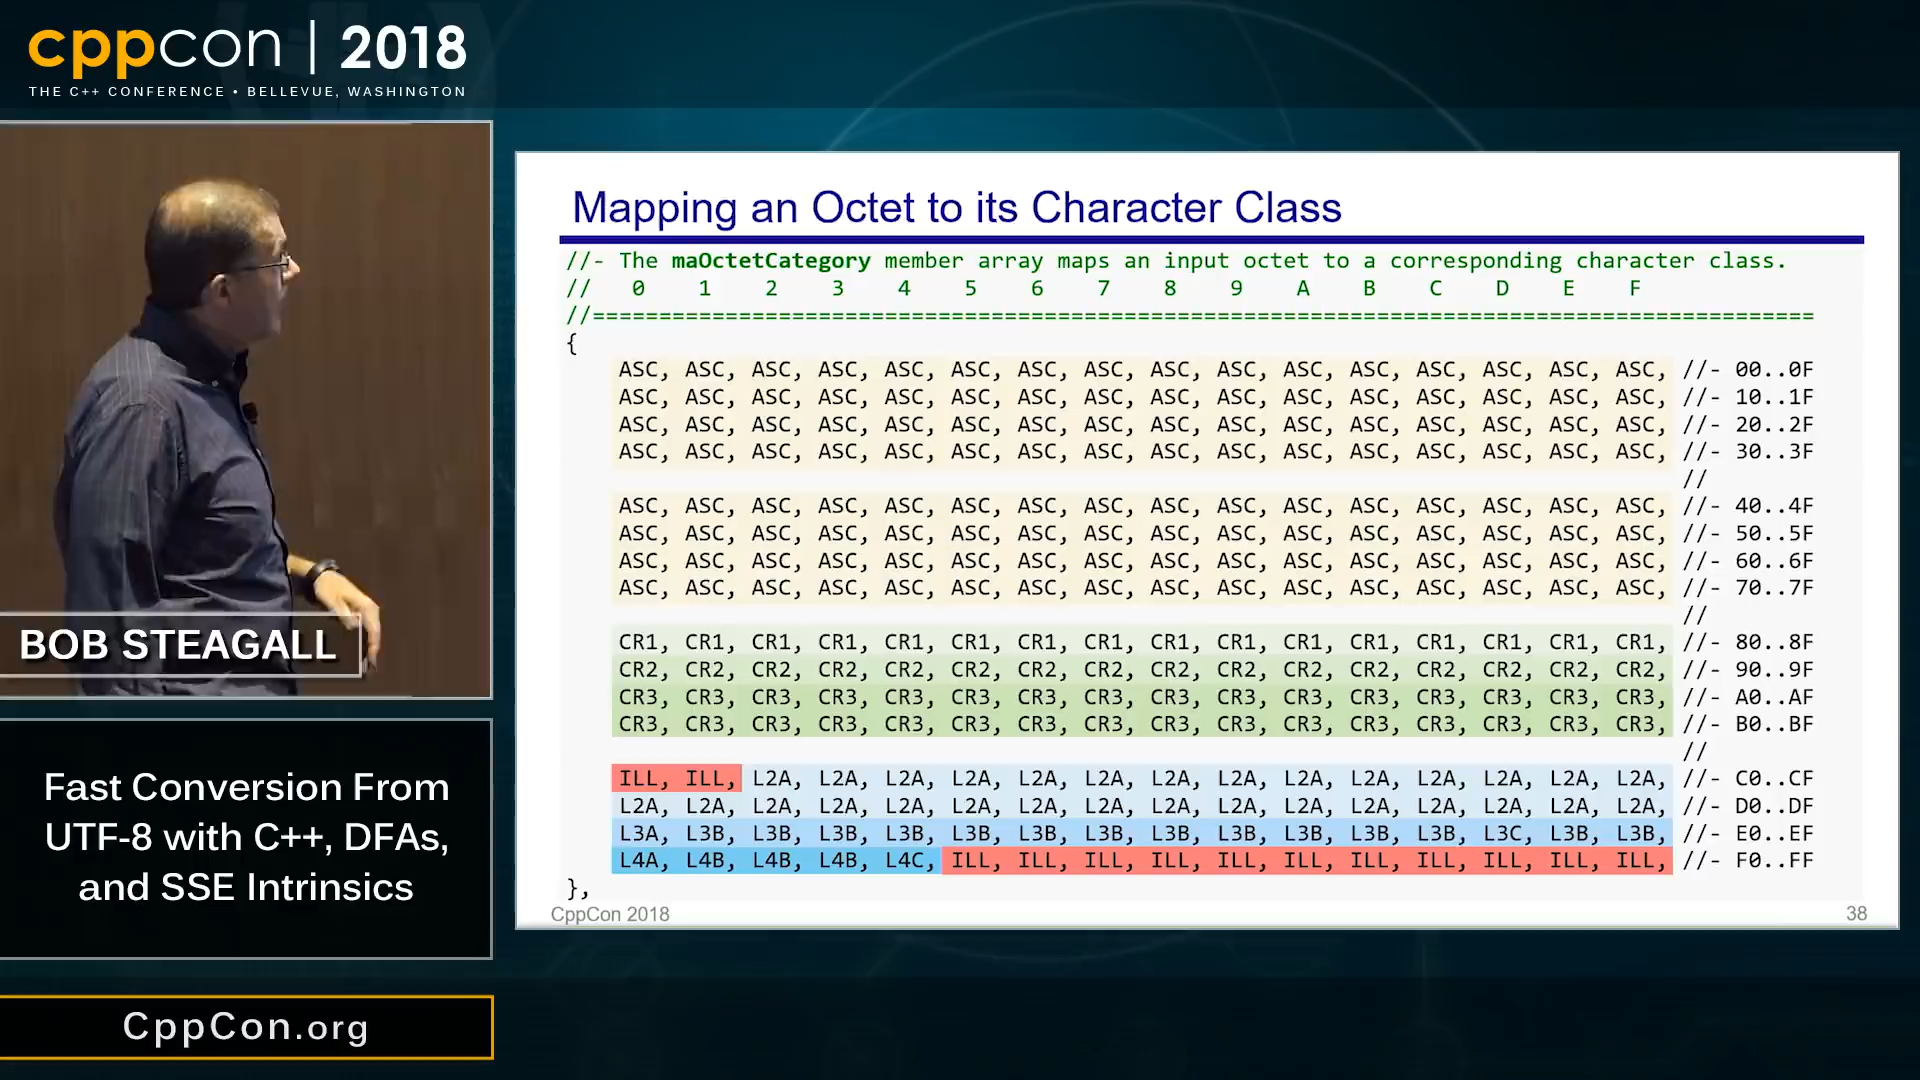 cppcon | 2018
THE C++ CONFERENCE • BELLEVUE, WASHINGTON
BOB STEAGALL
Fast Conversion From
UTF-8 with C++, DFAs,
and SSE Intrinsics
CppCon.org
Mapping an Octet to its Character Class
//- The maOctetCategory member array maps an input octet to a corresponding character class.
// 0 1 2 3 4 5 6 7 8 9 A B C D E F
//============================================================================================
{
ASC, ASC, ASC, ASC, ASC, ASC, ASC, ASC, ASC, ASC, ASC, ASC, ASC, ASC, ASC, ASC, //- 00..0F
ASC, ASC, ASC, ASC, ASC, ASC, ASC, ASC, ASC, ASC, ASC, ASC, ASC, ASC, ASC, ASC, //- 10..1F
ASC, ASC, ASC, ASC, ASC, ASC, ASC, ASC, ASC, ASC, ASC, ASC, ASC, ASC, ASC, ASC, //- 20..2F
ASC, ASC, ASC, ASC, ASC, ASC, ASC, ASC, ASC, ASC, ASC, ASC, ASC, ASC, ASC, ASC, //- 30..3F
//
ASC, ASC, ASC, ASC, ASC, ASC, ASC, ASC, ASC, ASC, ASC, ASC, ASC, ASC, ASC, ASC, //- 40..4F
ASC, ASC, ASC, ASC, ASC, ASC, ASC, ASC, ASC, ASC, ASC, ASC, ASC, ASC, ASC, ASC, //- 50..5F
ASC, ASC, ASC, ASC, ASC, ASC, ASC, ASC, ASC, ASC, ASC, ASC, ASC, ASC, ASC, ASC, //- 60..6F
ASC, ASC, ASC, ASC, ASC, ASC, ASC, ASC, ASC, ASC, ASC, ASC, ASC, ASC, ASC, ASC, //- 70..7F
//
CR1, CR1, CR1, CR1, CR1, CR1, CR1, CR1, CR1, CR1, CR1, CR1, CR1, CR1, CR1, CR1, //- 80..8F
CR2, CR2, CR2, CR2, CR2, CR2, CR2, CR2, CR2, CR2, CR2, CR2, CR2, CR2, CR2, CR2, //- 90..9F
CR3, CR3, CR3, CR3, CR3, CR3, CR3, CR3, CR3, CR3, CR3, CR3, CR3, CR3, CR3, CR3, //- A0..AF
CR3, CR3, CR3, CR3, CR3, CR3, CR3, CR3, CR3, CR3, CR3, CR3, CR3, CR3, CR3, CR3, //- B0..BF
//
ILL, ILL, L2A, L2A, L2A, L2A, L2A, L2A, L2A, L2A, L2A, L2A, L2A, L2A, L2A, L2A, //- C0..CF
L2A, L2A, L2A, L2A, L2A, L2A, L2A, L2A, L2A, L2A, L2A, L2A, L2A, L2A, L2A, L2A, //- D0..DF
L3A, L3B, L3B, L3B, L3B, L3B, L3B, L3B, L3B, L3B, L3B, L3B, L3B, L3C, L3B, L3B, //- E0..EF
L4A, L4B, L4B, L4B, L4C, ILL, ILL, ILL, ILL, ILL, ILL, ILL, ILL, ILL, ILL, ILL, //- F0..FF
},
CppCon 2018
38